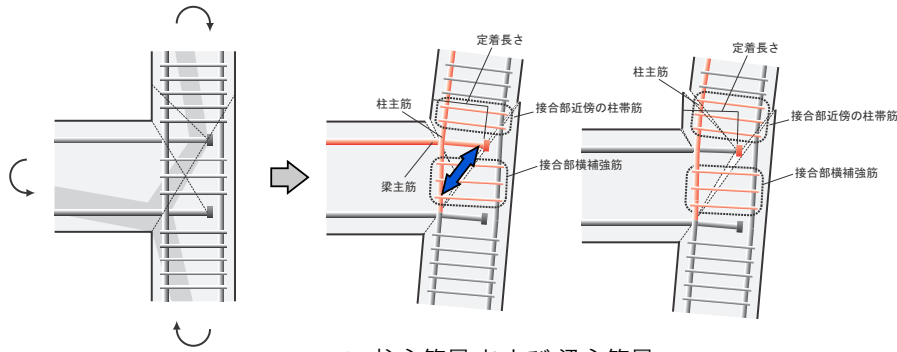 定着長さ
柱主筋
接合部近傍の柱帯筋
接合部横補強筋
梁主筋
定着長さ
柱主筋
接合部近傍の柱帯筋
接合部横補強筋